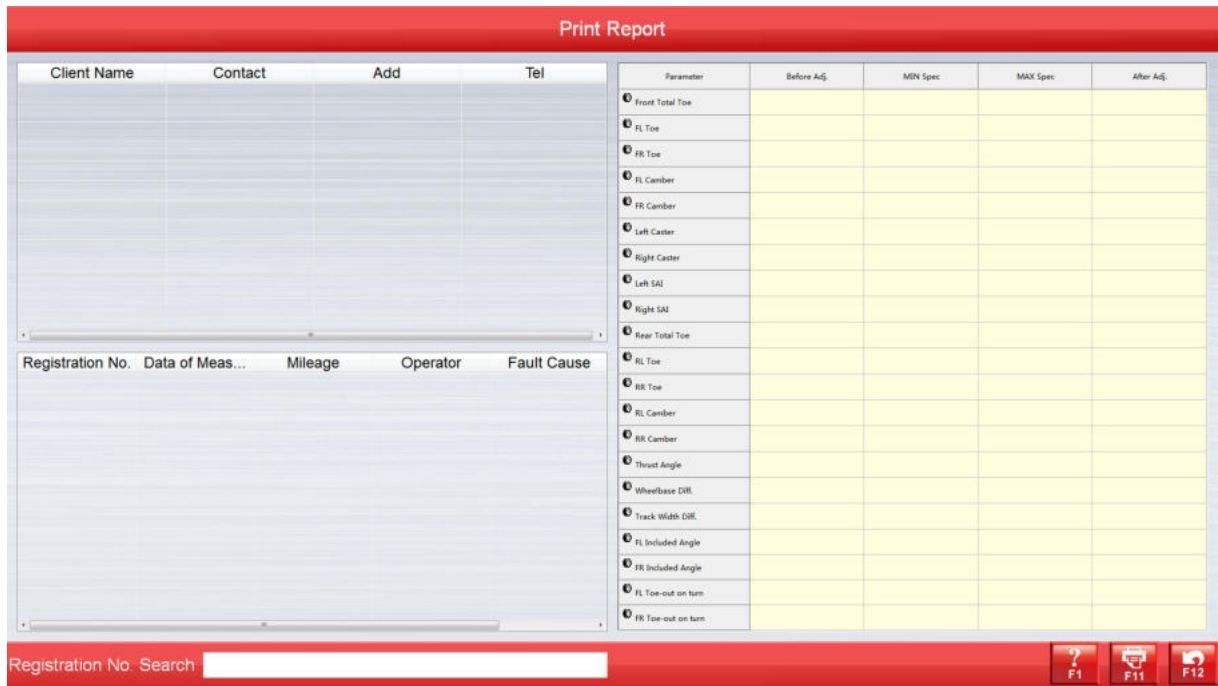 Print Report
Client Name Contact Add Tel
Registration No. Data of Meas... Mileage Operator Fault Cause
Parameter Before Adj. MIN Spec MAX Spec After Adj.
Front Total Toe
FL Toe
FR Toe
FL Camber
FR Camber
Left Caster
Right Caster
Left SAI
Right SAI
Rear Total Toe
RL Toe
RR Toe
RL Camber
RR Camber
Thrust Angle
Wheelbase Diff.
Track Width Diff.
FL Included Angle
FR Included Angle
FL Toe-out on turn
FR Toe-out on turn
Registration No. Search
? F1 F11 F12